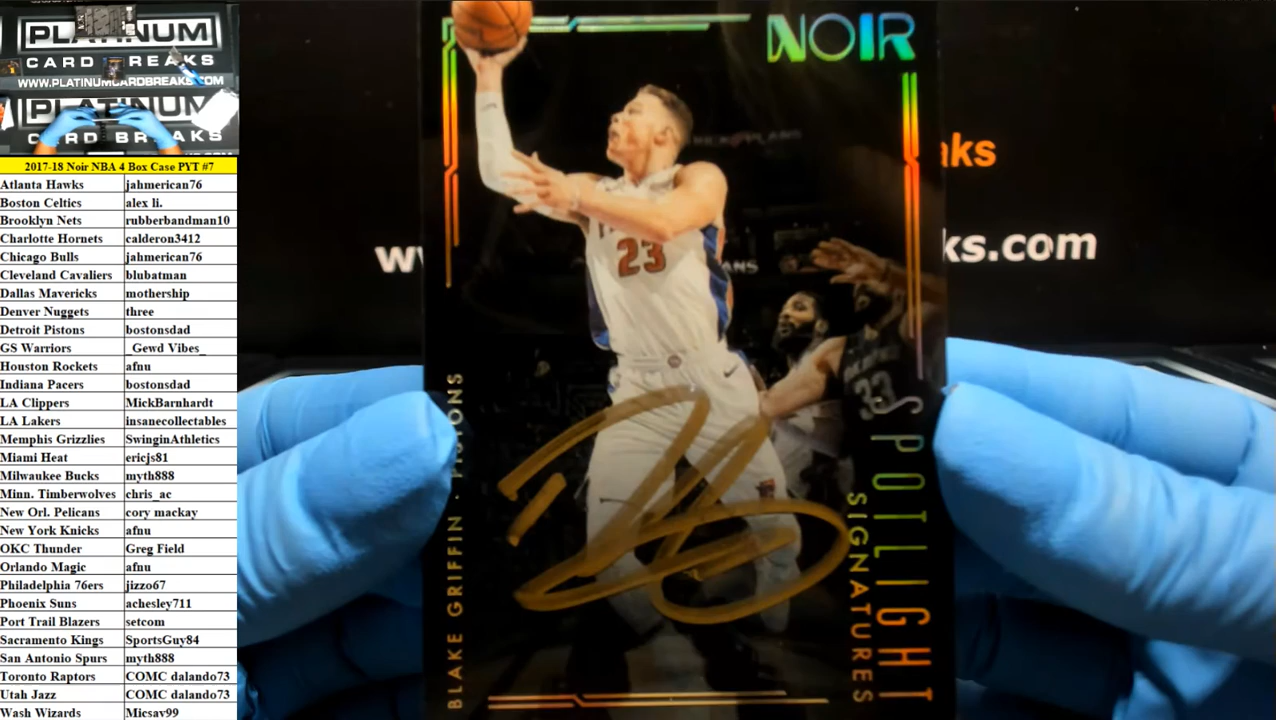 PLATINUM
CARD BREAKS
WWW.PLATINUMCARDBREAKS.COM
PLATINUM
CARD BREAKS
2017-18 Noir NBA 4 Box Case PYT #7
Atlanta Hawks jahmerican76
Boston Celtics alex li.
Brooklyn Nets rubberbandman10
Charlotte Hornets calderon3412
Chicago Bulls jahmerican76
Cleveland Cavaliers blubatman
Dallas Mavericks mothership
Denver Nuggets three
Detroit Pistons bostonsdad
GS Warriors _Gewd Vibes_
Houston Rockets afnu
Indiana Pacers bostonsdad
LA Clippers MickBarnhardt
LA Lakers insanecollectables
Memphis Grizzlies SwinginAthletics
Miami Heat ericjs81
Milwaukee Bucks myth888
Minn. Timberwolves chris_ac
New Orl. Pelicans cory mackay
New York Knicks afnu
OKC Thunder Greg Field
Orlando Magic afnu
Philadelphia 76ers jizzo67
Phoenix Suns achesley711
Port Trail Blazers setcom
Sacramento Kings SportsGuy84
San Antonio Spurs myth888
Toronto Raptors COMC dalando73
Utah Jazz COMC dalando73
Wash Wizards Micsav99
NOIR
23
33
BLAKE GRIFFIN · PISTONS
SPOTLIGHT
SIGNATURES
aks
ks.com